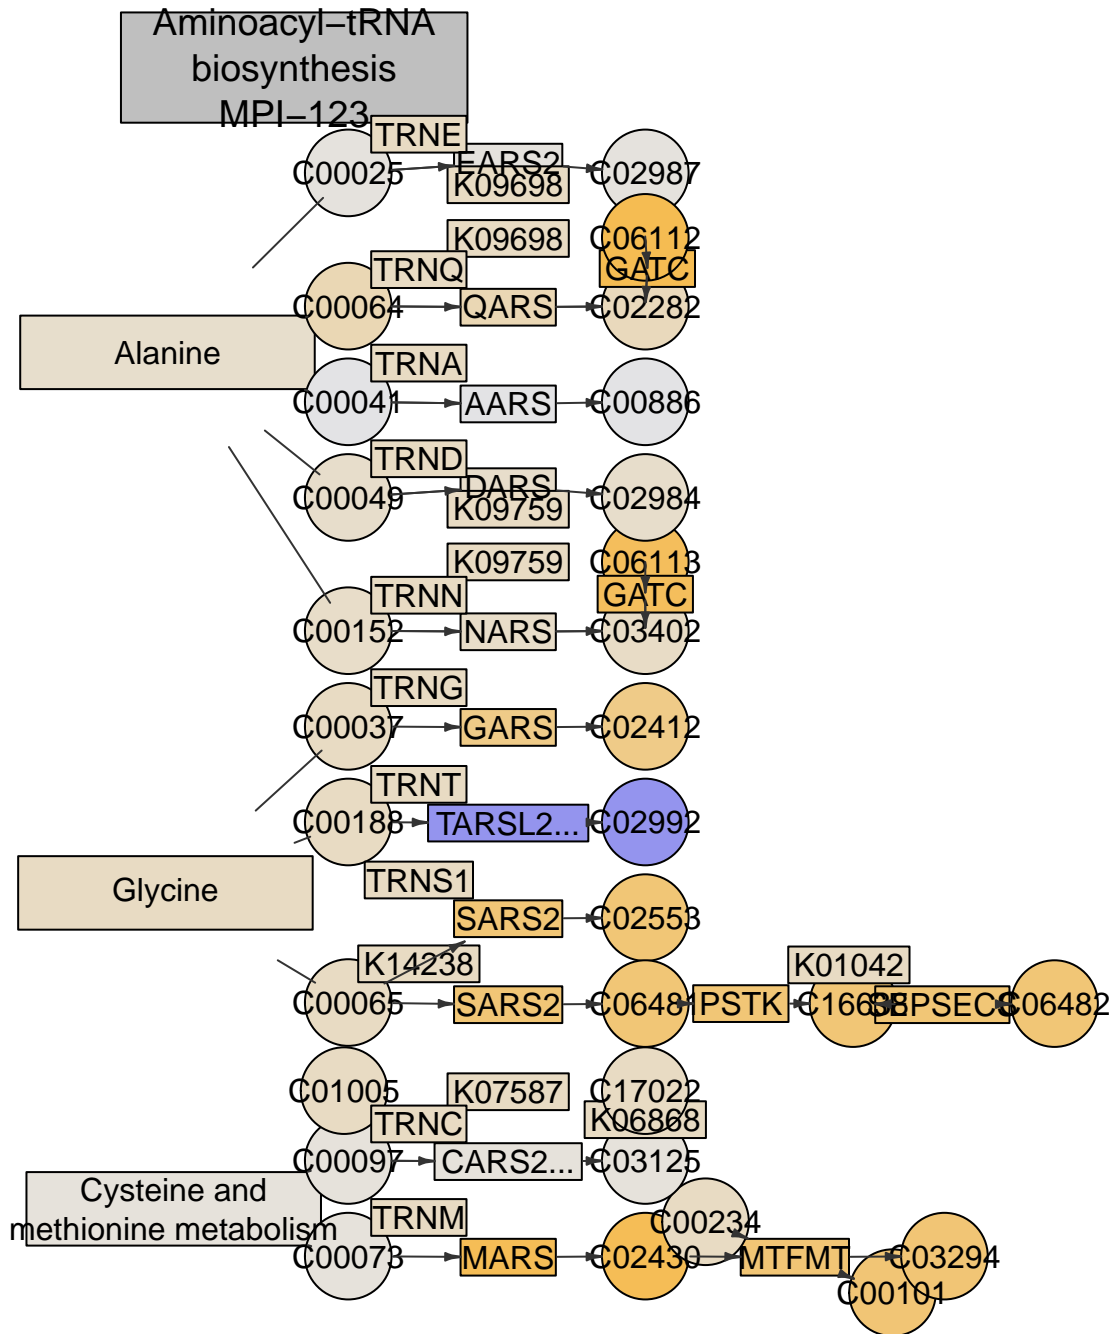 Aminoacyl−tRNA
biosynthesis
MPI−123
TRNE
C00025
EARS2
C02987
K09698
K09698
C06112
TRNQ
GATC
C00064
QARS
C02282
Alanine
TRNA
C00041
AARS
C00886
TRND
DARS
C00049
C02984
K09759
K09759
C06113
TRNN
GATC
C00152
NARS
C03402
TRNG
C00037
GARS
C02412
TRNT
C00188
TARSL2...
C02992
TRNS1
Glycine
SARS2
C02553
K14238
K01042
C00065
SARS2
C06481
PSTK
C16638
SEPSECS
C06482
C01005
K07587
C17022
TRNC
K06868
C00097
CARS2...
C03125
Cysteine and
methionine metabolism
TRNM
C00234
C00073
MARS
C02430
MTFMT
C03294
C00101